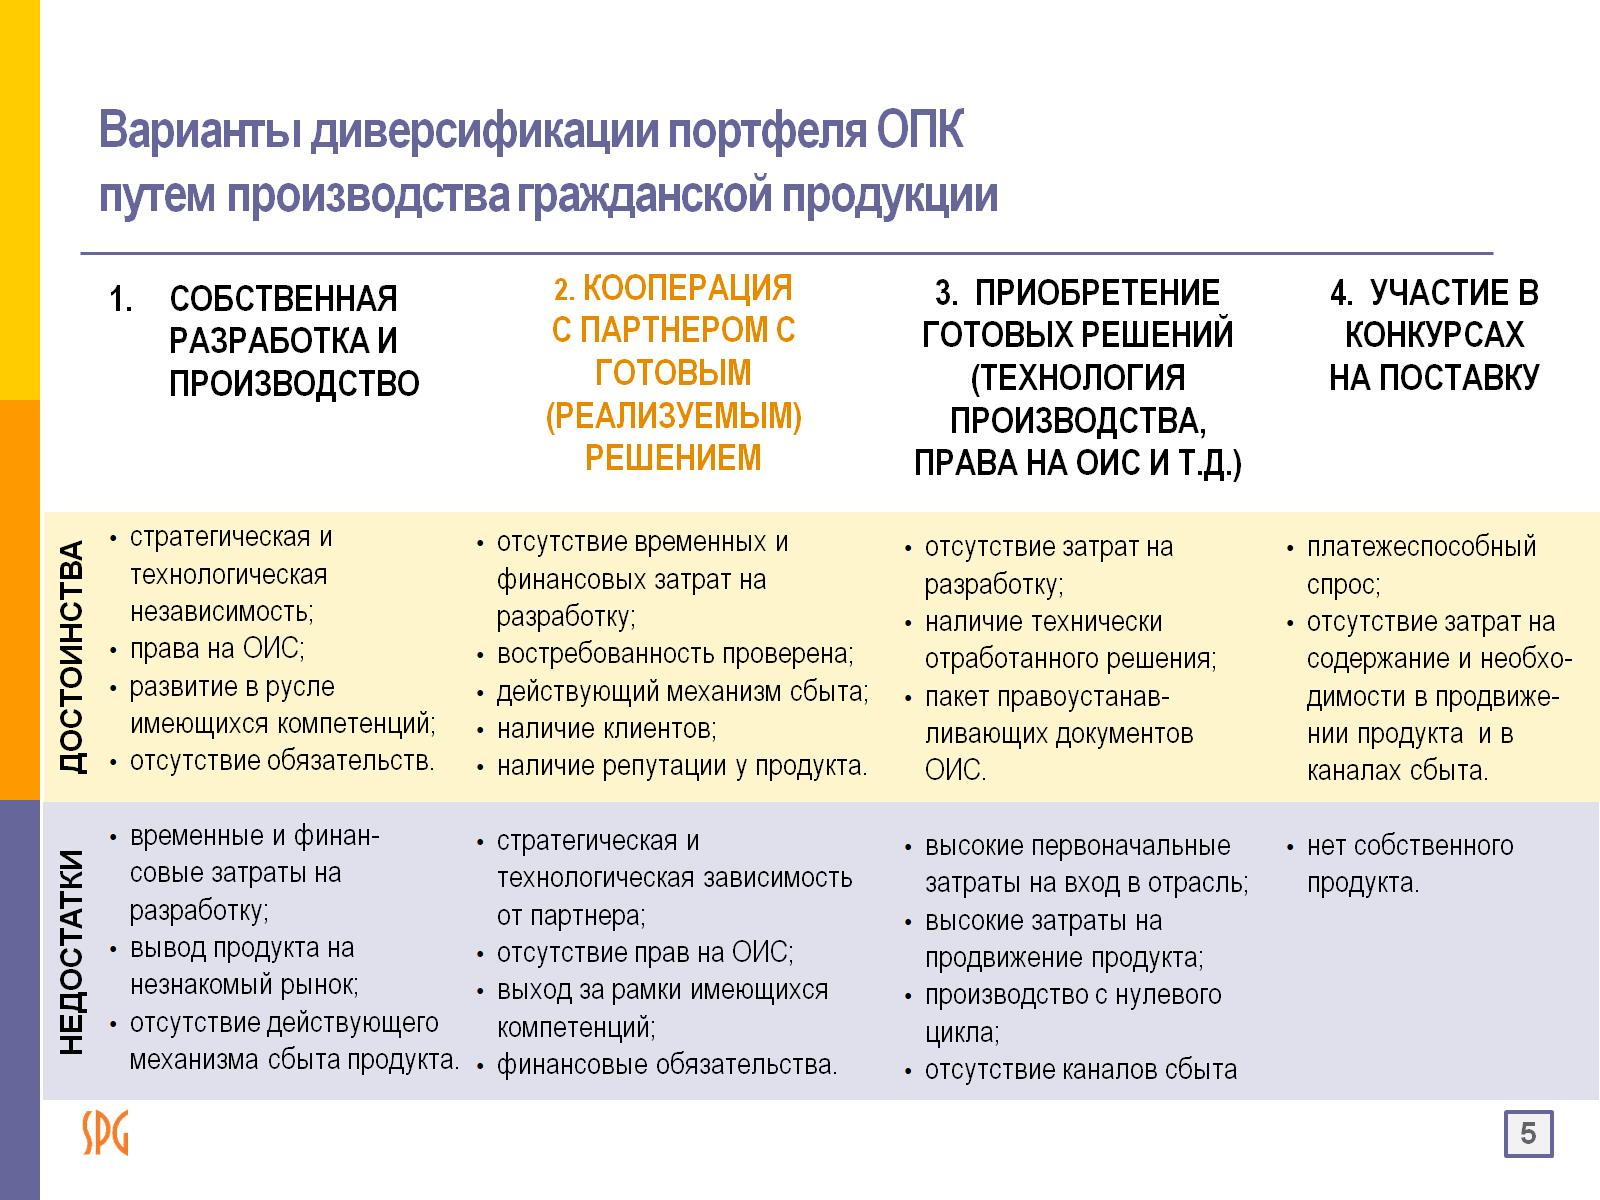 Варианты диверсификации портфеля ОПК
путем производства гражданской продукции
1. СОБСТВЕННАЯ
РАЗРАБОТКА И
ПРОИЗВОДСТВО
2. КООПЕРАЦИЯ
С ПАРТНЕРОМ С
ГОТОВЫМ
(РЕАЛИЗУЕМЫМ)
РЕШЕНИЕМ
3. ПРИОБРЕТЕНИЕ
ГОТОВЫХ РЕШЕНИЙ
(ТЕХНОЛОГИЯ
ПРОИЗВОДСТВА,
ПРАВА НА ОИС И Т.Д.)
4. УЧАСТИЕ В
КОНКУРСАХ
НА ПОСТАВКУ
ДОСТОИНСТВА
• стратегическая и
технологическая
независимость;
• права на ОИС;
• развитие в русле
имеющихся компетенций;
• отсутствие обязательств.
• отсутствие временных и
финансовых затрат на
разработку;
• востребованность проверена;
• действующий механизм сбыта;
• наличие клиентов;
• наличие репутации у продукта.
• отсутствие затрат на
разработку;
• наличие технически
отработанного решения;
• пакет правоустанав-
ливающих документов
ОИС.
• платежеспособный
спрос;
• отсутствие затрат на
содержание и необхо-
димости в продвиже-
нии продукта и в
каналах сбыта.
НЕДОСТАТКИ
• временные и финан-
совые затраты на
разработку;
• вывод продукта на
незнакомый рынок;
• отсутствие действующего
механизма сбыта продукта.
• стратегическая и
технологическая зависимость
от партнера;
• отсутствие прав на ОИС;
• выход за рамки имеющихся
компетенций;
• финансовые обязательства.
• высокие первоначальные
затраты на вход в отрасль;
• высокие затраты на
продвижение продукта;
• производство с нулевого
цикла;
• отсутствие каналов сбыта
• нет собственного
продукта.
SPG
5